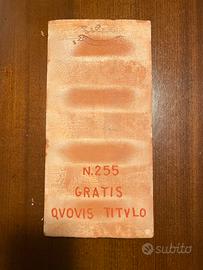 N.255
GRATIS
QVOVIS TITVLO
subito